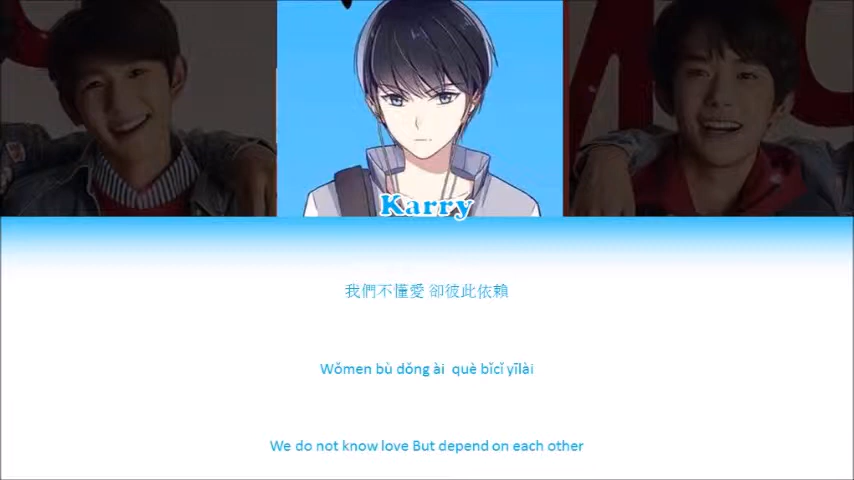 Karry
我們不懂愛 卻彼此依賴
Wǒmen bù dǒng ài què bǐcǐ yīlài
We do not know love But depend on each other